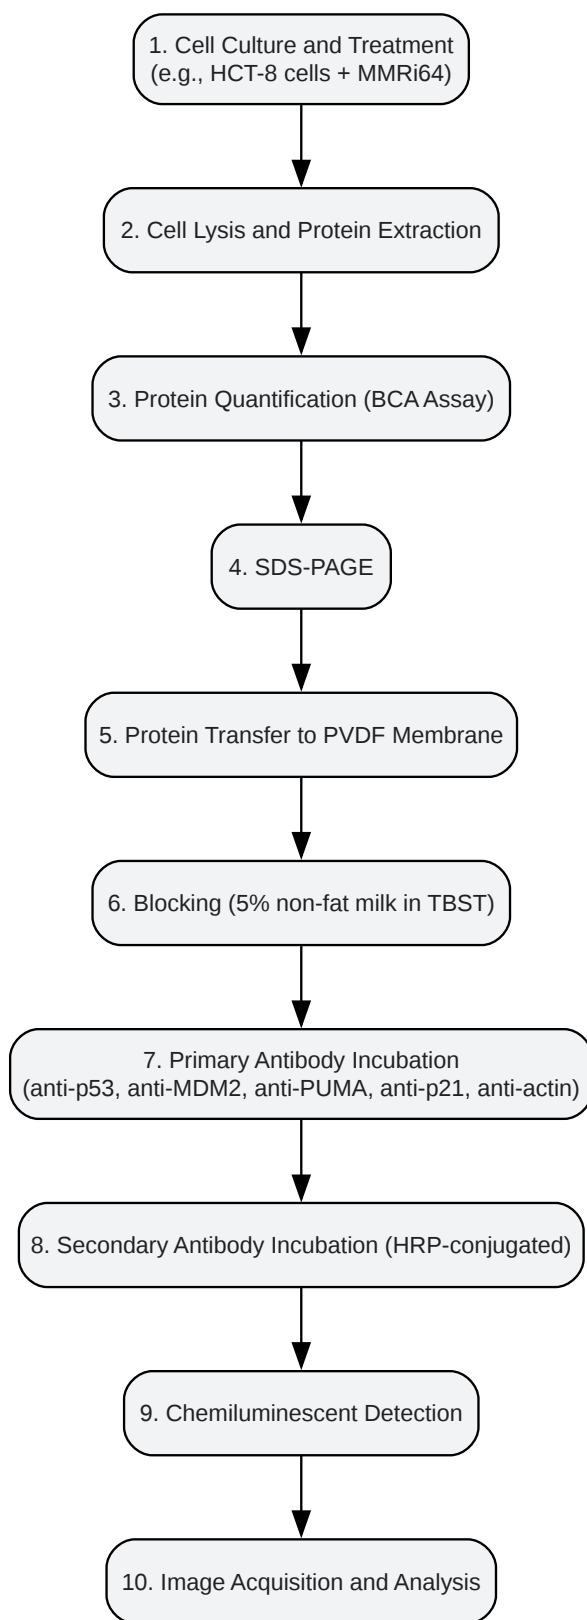 1. Cell Culture and Treatment
(e.g., HCT-8 cells + MMRi64)
2. Cell Lysis and Protein Extraction
3. Protein Quantification (BCA Assay)
4. SDS-PAGE
5. Protein Transfer to PVDF Membrane
6. Blocking (5% non-fat milk in TBST)
7. Primary Antibody Incubation
(anti-p53, anti-MDM2, anti-PUMA, anti-p21, anti-actin)
8. Secondary Antibody Incubation (HRP-conjugated)
9. Chemiluminescent Detection
10. Image Acquisition and Analysis